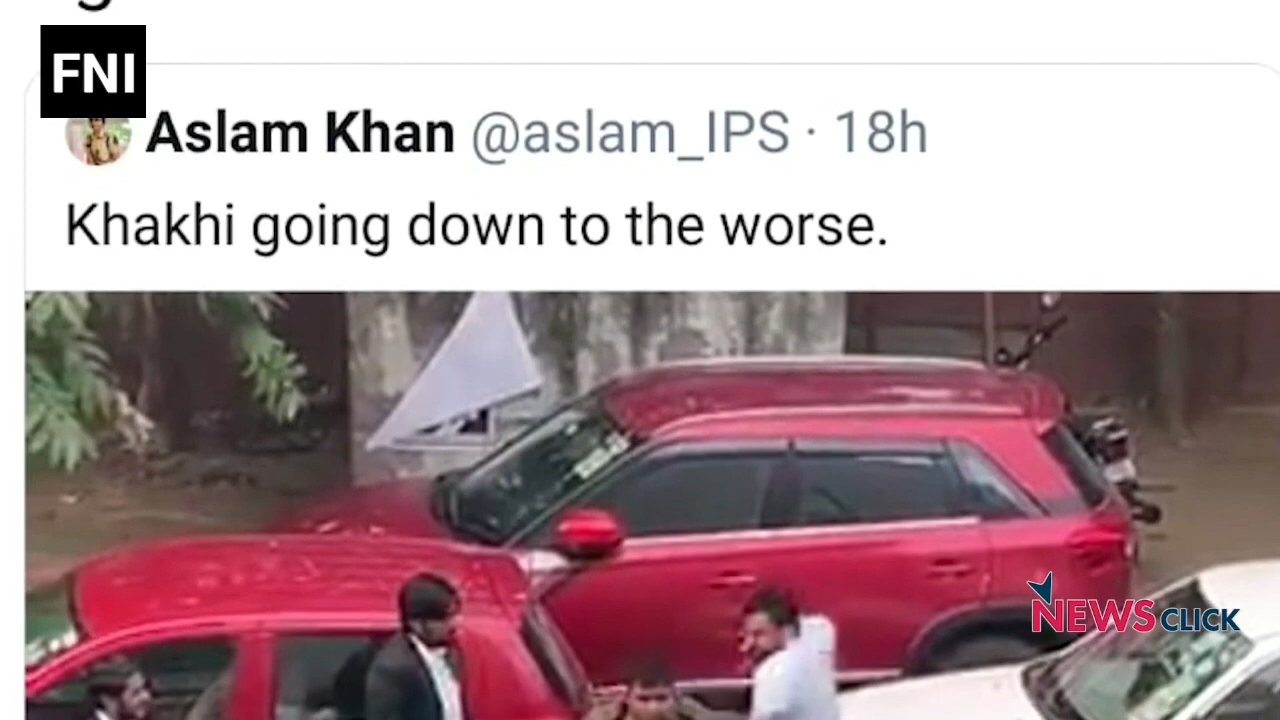 FNI
Aslam Khan @aslam_IPS · 18h
Khakhi going down to the worse.
NEWSCLICK